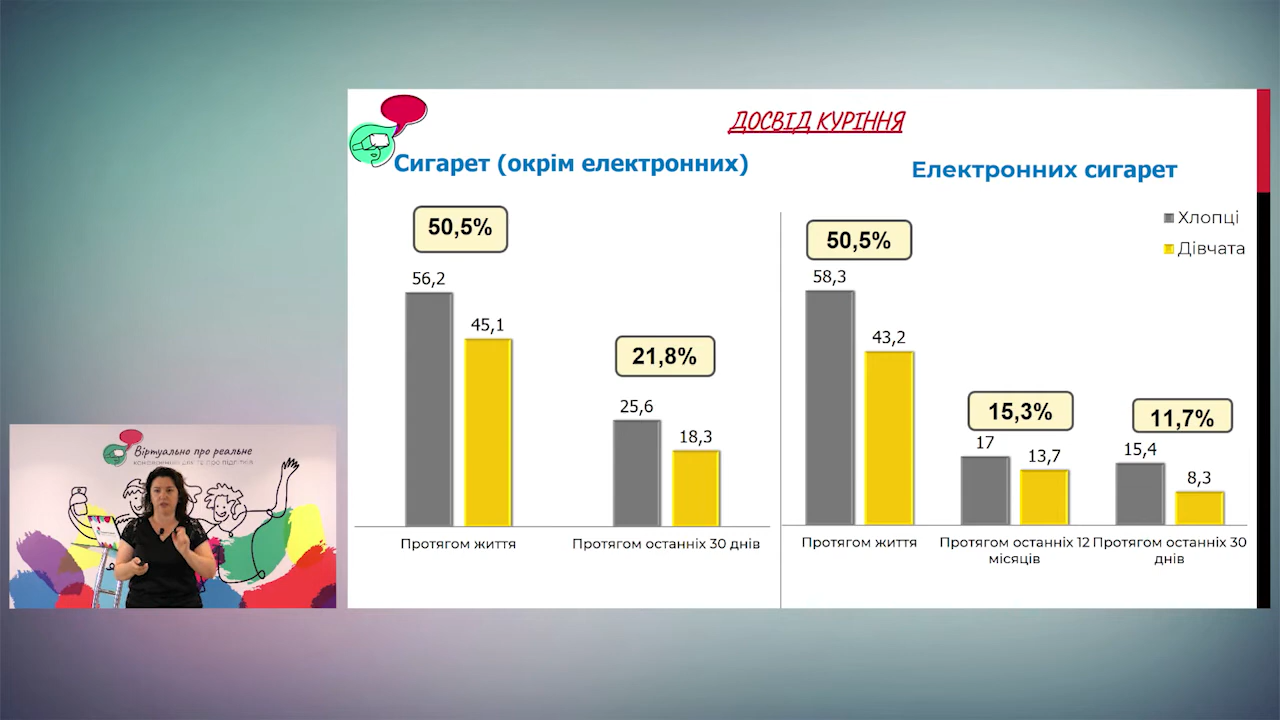 ДОСВІД КУРІННЯ
Сигарет (окрім електронних)
50,5%
56,2
45,1
21,8%
25,6
18,3
Протягом життя
Протягом останніх 30 днів
Електронних сигарет
Хлопці
Дівчата
50,5%
58,3
43,2
15,3%
17
13,7
11,7%
15,4
8,3
Протягом життя
Протягом останніх 12
місяців
Протягом останніх 30
днів
Віртуально про реальне